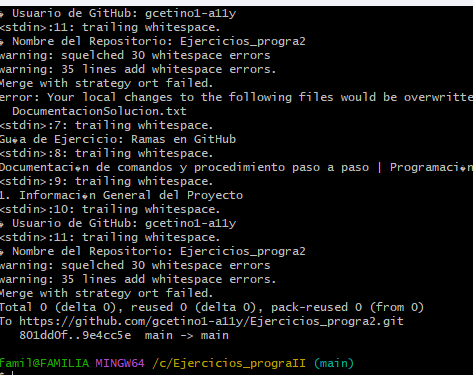 � Usuario de GitHub: gcetino1-a11y
<stdin>:11: trailing whitespace.
� Nombre del Repositorio: Ejercicios_progra2
warning: squelched 30 whitespace errors
warning: 35 lines add whitespace errors.
Merge with strategy ort failed.
error: Your local changes to the following files would be overwritte
  DocumentacionSolucion.txt
<stdin>:7: trailing whitespace.
Gu�a de Ejercicio: Ramas en GitHub
<stdin>:8: trailing whitespace.
Documentaci�n de comandos y procedimiento paso a paso | Programaci�n
<stdin>:9: trailing whitespace.
1. Informaci�n General del Proyecto
<stdin>:10: trailing whitespace.
� Usuario de GitHub: gcetino1-a11y
<stdin>:11: trailing whitespace.
� Nombre del Repositorio: Ejercicios_progra2
warning: squelched 30 whitespace errors
warning: 35 lines add whitespace errors.
Merge with strategy ort failed.
Total 0 (delta 0), reused 0 (delta 0), pack-reused 0 (from 0)
To https://github.com/gcetino1-a11y/Ejercicios_progra2.git
   801dd0f..9e4cc5e  main -> main
famil@FAMILIA MINGW64 /c/Ejercicios_prograII (main)